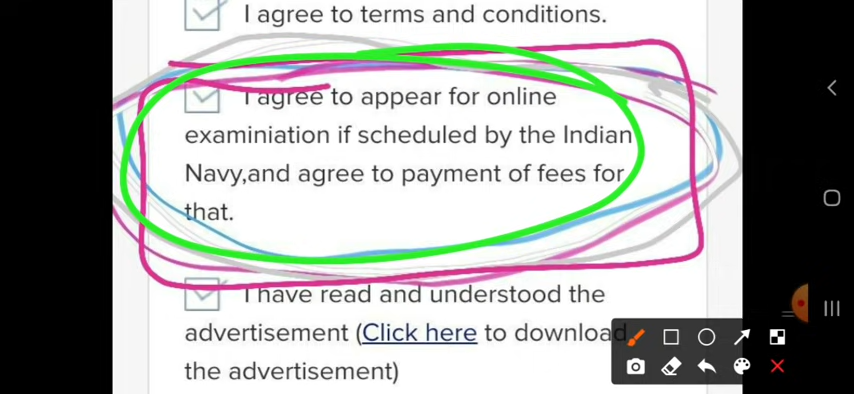 I agree to terms and conditions.
I agree to appear for online
examiniation if scheduled by the Indian
Navy,and agree to payment of fees for
that.
I have read and understood the
advertisement (Click here to download
the advertisement)